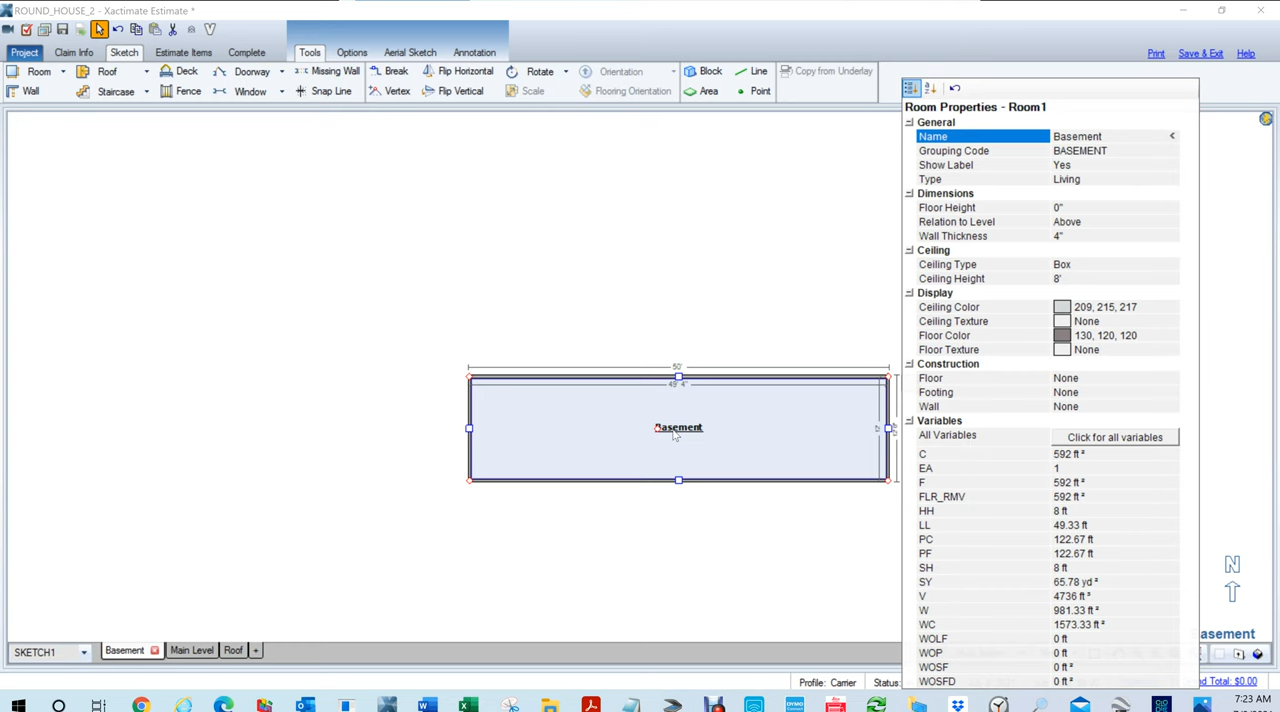 ROUND_HOUSE_2 - Xactimate Estimate *
Project Claim Info Sketch Estimate Items Complete Tools Options Aerial Sketch Annotation Print Save & Exit Help
Room Roof Deck Doorway Missing Wall Break Flip Horizontal Rotate Orientation Block Line Copy from Underlay
Wall Staircase Fence Window Snap Line Vertex Flip Vertical Scale Flooring Orientation Area Point
Room Properties - Room1
General
Name Basement <
Grouping Code BASEMENT
Show Label Yes
Type Living
Dimensions
Floor Height 0"
Relation to Level Above
Wall Thickness 4"
Ceiling
Ceiling Type Box
Ceiling Height 8'
Display
Ceiling Color 209, 215, 217
Ceiling Texture None
Floor Color 130, 120, 120
Floor Texture None
Construction
Floor None
Footing None
Wall None
Variables
All Variables Click for all variables
C 592 ft²
EA 1
F 592 ft²
FLR_RMV 592 ft²
HH 8 ft
LL 49.33 ft
PC 122.67 ft
PF 122.67 ft
SH 8 ft
SY 65.78 yd²
V 4736 ft³
W 981.33 ft²
WC 1573.33 ft²
WOLF 0 ft
WOP 0 ft
WOSF 0 ft²
WOSFD 0 ft²
50'
49' 4"
Basement
12'
N
asement
SKETCH1 Basement Main Level Roof +
Profile: Carrier Status: d Total: $0.00
7:23 AM